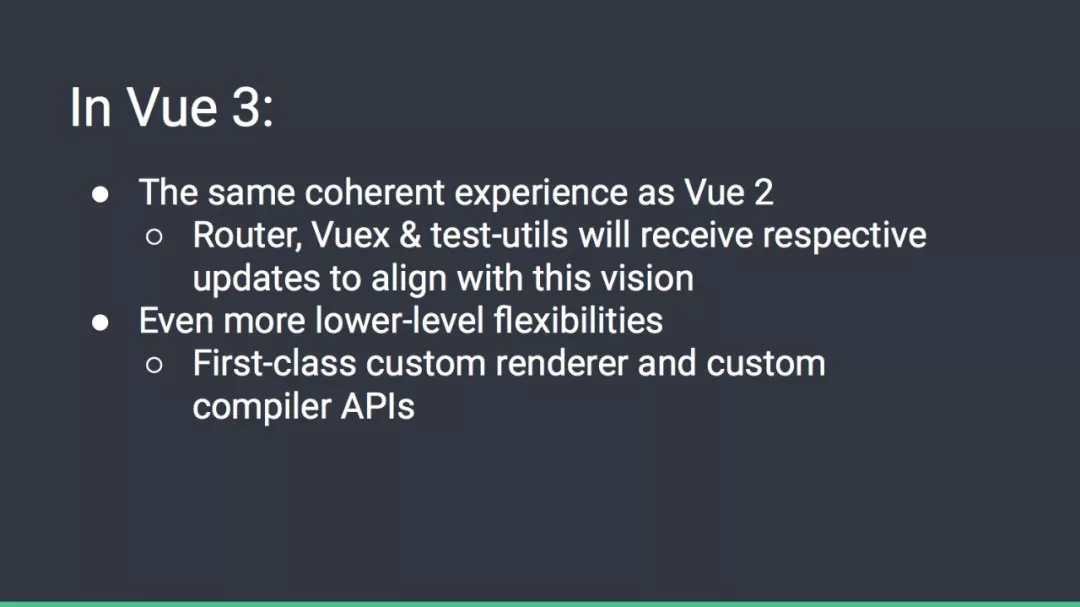 In Vue 3:
● The same coherent experience as Vue 2
○ Router, Vuex & test-utils will receive respective
updates to align with this vision
● Even more lower-level flexibilities
○ First-class custom renderer and custom
compiler APIs